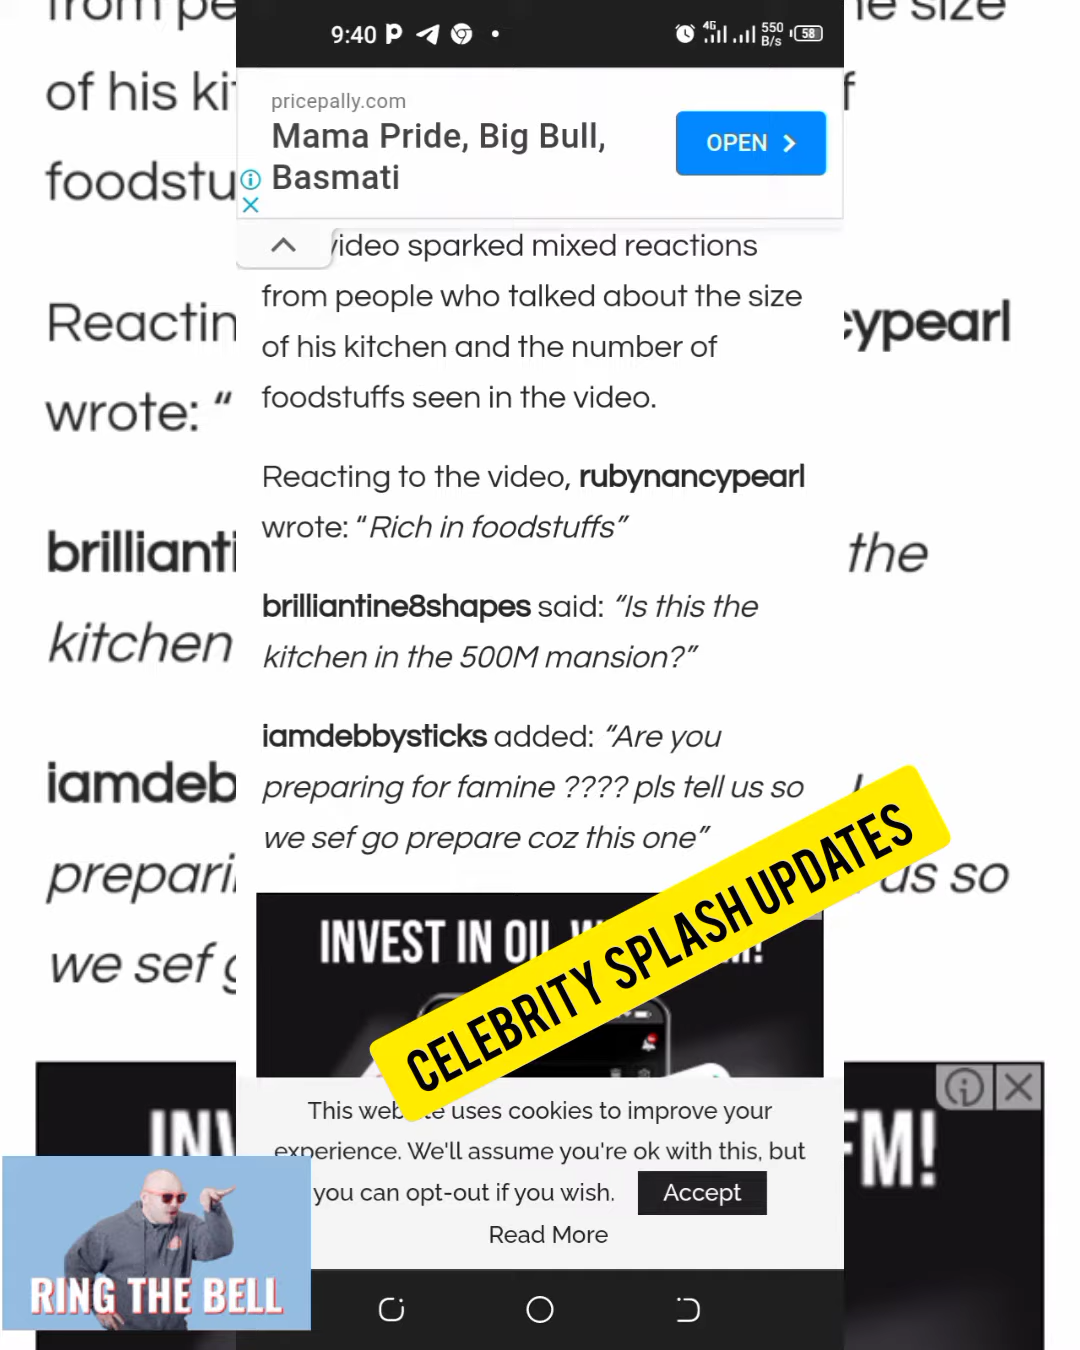 9:40
4G
550
B/s
58
pricepally.com
Mama Pride, Big Bull,
Basmati
OPEN
video sparked mixed reactions
from people who talked about the size
of his kitchen and the number of
foodstuffs seen in the video.
Reacting to the video, rubynancypearl
wrote: “Rich in foodstuffs”
brilliantine8shapes said: “Is this the
kitchen in the 500M mansion?”
iamdebbysticks added: “Are you
preparing for famine ???? pls tell us so
we sef go prepare coz this one”
INVEST IN OIL
CELEBRITY SPLASH UPDATES
This website uses cookies to improve your
experience. We'll assume you're ok with this, but
you can opt-out if you wish. Accept
Read More
RING THE BELL